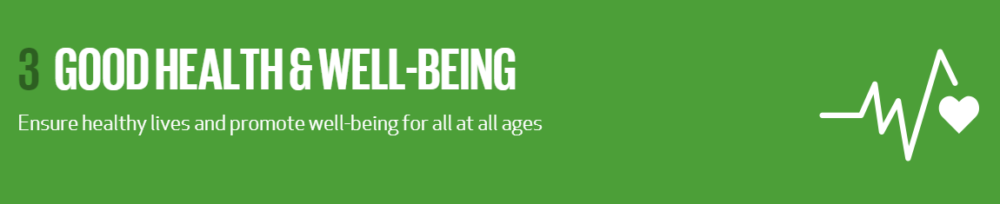 3 GOOD HEALTH & WELL-BEING
Ensure healthy lives and promote well-being for all at all ages